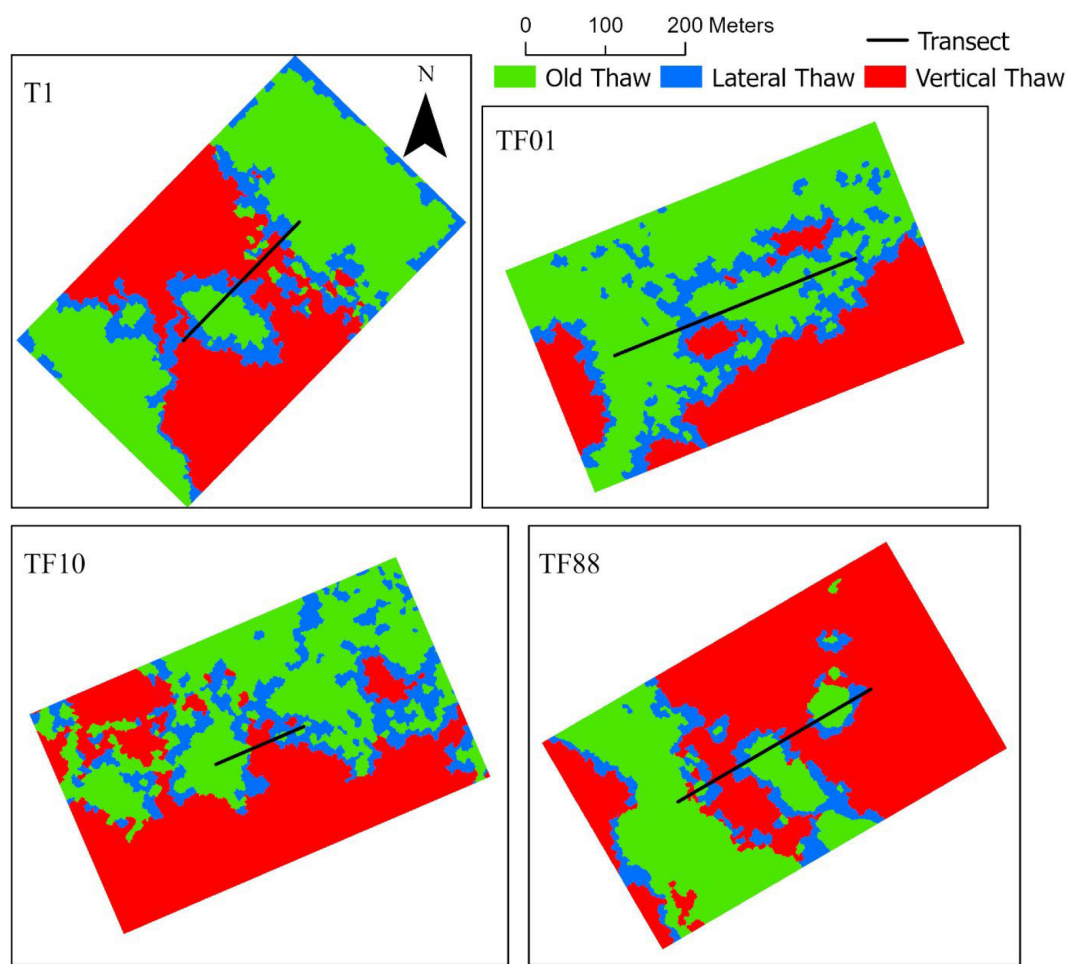 0 100 200 Meters
Transect
Old Thaw Lateral Thaw Vertical Thaw
T1
N
TF01
TF10
TF88